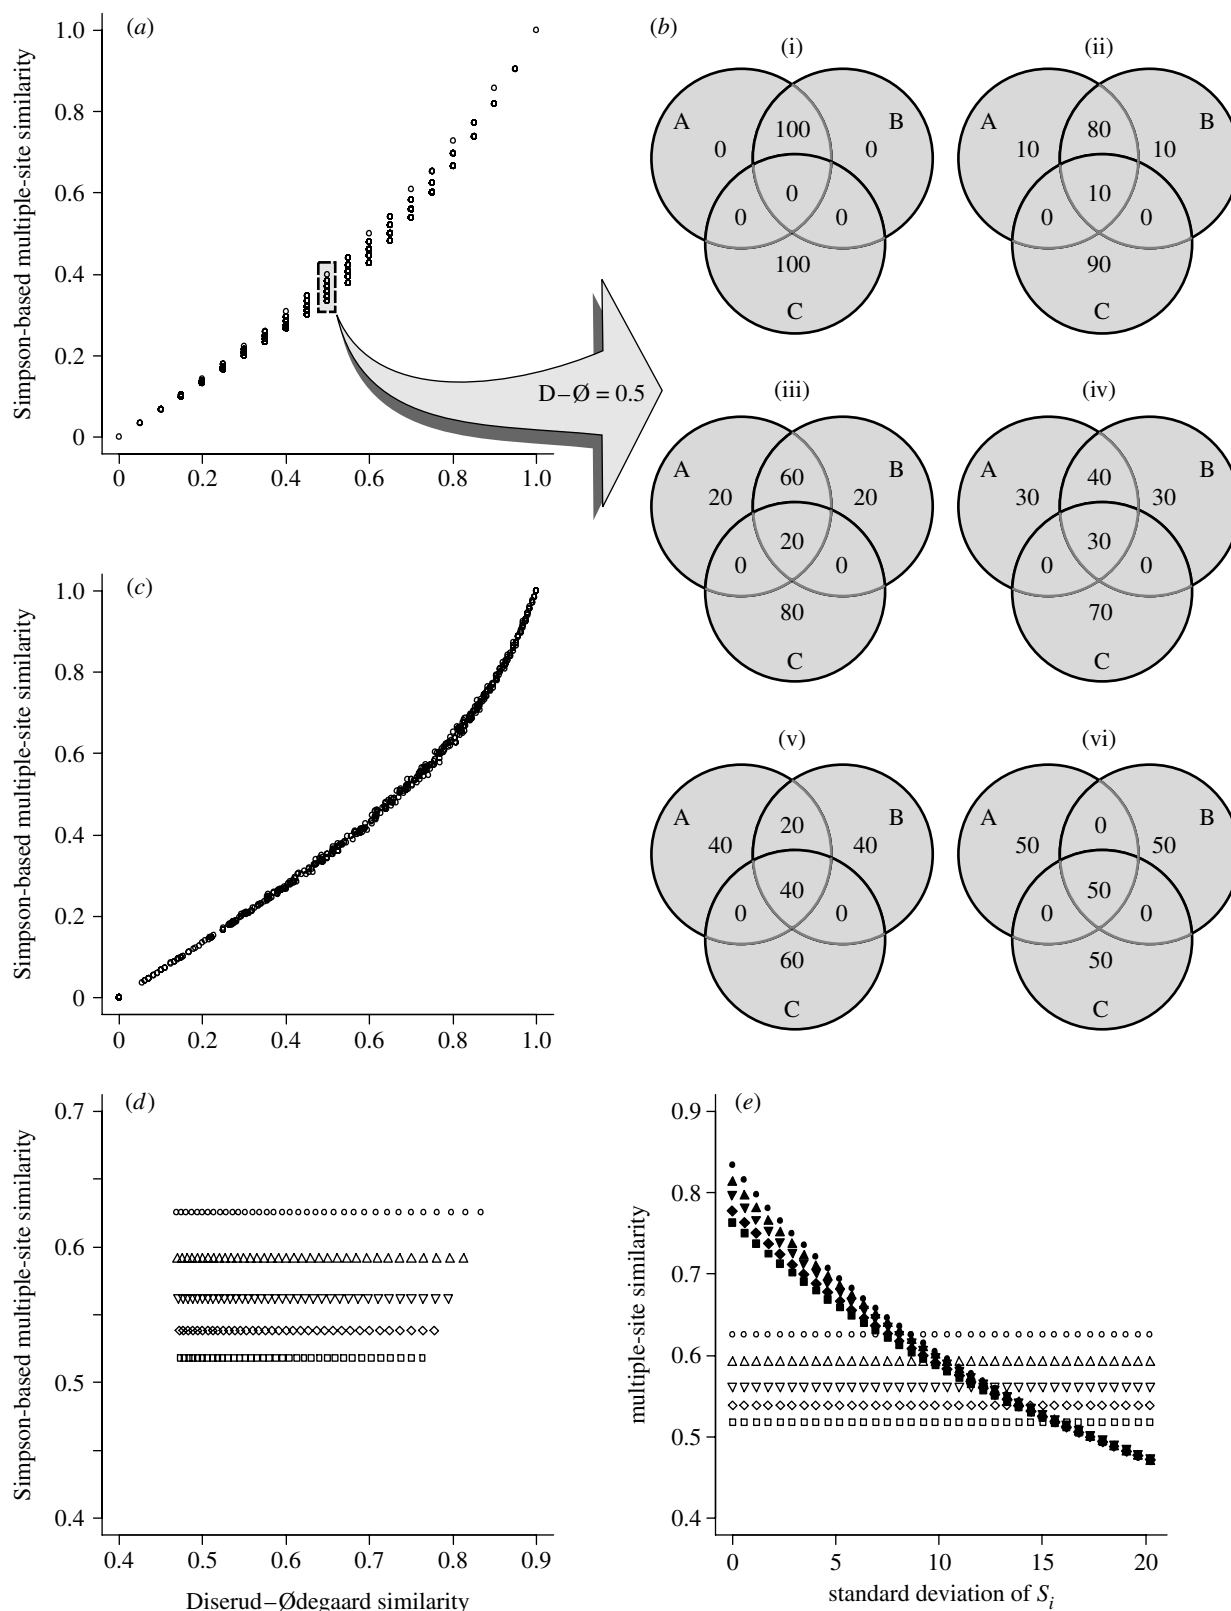 (a)
Simpson-based multiple-site similarity
1.0
0.8
0.6
0.4
0.2
0
0 0.2 0.4 0.6 0.8 1.0
D–Ø = 0.5
(b)
(i)
A
B
C
0
100
0
0
0
0
100
(ii)
A
B
C
10
80
10
10
0
0
90
(iii)
A
B
C
20
60
20
20
0
0
80
(iv)
A
B
C
30
40
30
30
0
0
70
(v)
A
B
C
40
20
40
40
0
0
60
(vi)
A
B
C
50
0
50
50
0
0
50
(c)
Simpson-based multiple-site similarity
1.0
0.8
0.6
0.4
0.2
0
0 0.2 0.4 0.6 0.8 1.0
(d)
Simpson-based multiple-site similarity
0.7
0.6
0.5
0.4
0.4 0.5 0.6 0.7 0.8 0.9
Diserud–Ødegaard similarity
(e)
multiple-site similarity
0.9
0.8
0.7
0.6
0.5
0.4
0 5 10 15 20
standard deviation of Si